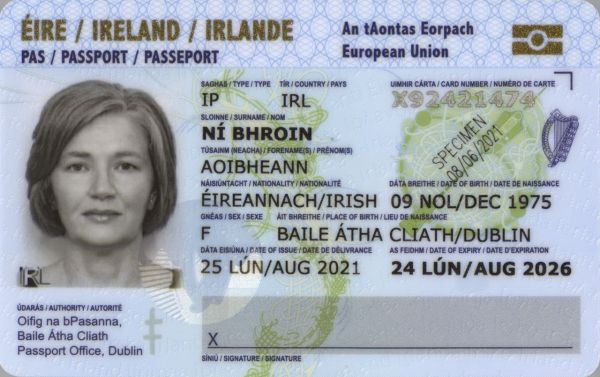 ÉIRE / IRELAND / IRLANDE
PAS / PASSPORT / PASSEPORT
An tAontas Eorpach
European Union
SAGHAS / TYPE / TYPE TÍR / COUNTRY / PAYS
UIMHIR CÁRTA / CARD NUMBER / NUMÉRO DE CARTE
IP IRL
X92421474
SLOINNE / SURNAME / NOM
NÍ BHROIN
SPECIMEN
08/06/2021
TÚSAINM (NEACHA) / FORENAME(S) / PRÉNOM(S)
AOIBHEANN
NÁISIÚNTACHT / NATIONALITY / NATIONALITÉ
DÁTA BREITHE / DATE OF BIRTH / DATE DE NAISSANCE
ÉIREANNACH/IRISH 09 NOL/DEC 1975
GNÉAS / SEX / SEXE ÁIT BHREITHE / PLACE OF BIRTH / LIEU DE NAISSANCE
F BAILE ÁTHA CLIATH/DUBLIN
DÁTA EISIÚNA / DATE OF ISSUE / DATE DE DÉLIVRANCE
AS FEIDHM / DATE OF EXPIRY / DATE D'EXPIRATION
25 LÚN/AUG 2021 24 LÚN/AUG 2026
IRL
ÚDARÁS / AUTHORITY / AUTORITÉ
Oifig na bPasanna,
Baile Átha Cliath
Passport Office, Dublin
X
SÍNIÚ / SIGNATURE / SIGNATURE